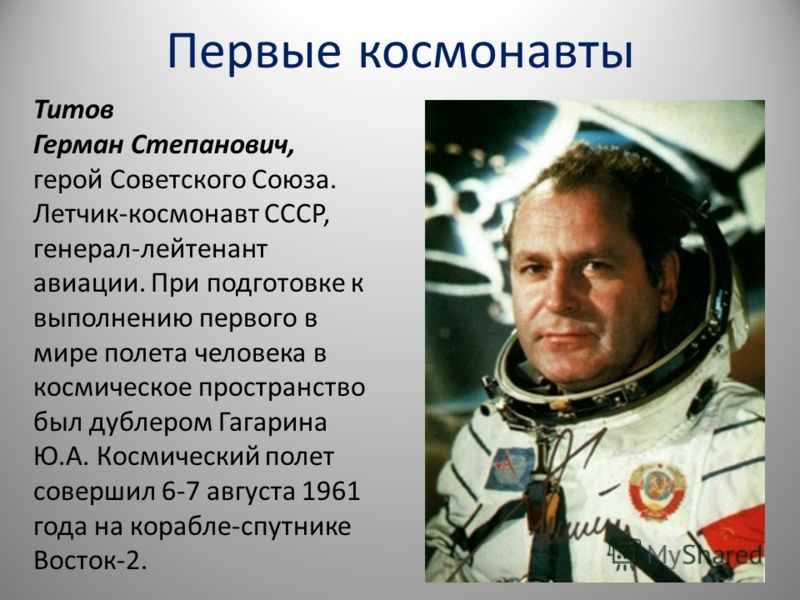 Первые космонавты
Титов
Герман Степанович,
герой Советского Союза.
Летчик-космонавт СССР,
генерал-лейтенант
авиации. При подготовке к
выполнению первого в
мире полета человека в
космическое пространство
был дублером Гагарина
Ю.А. Космический полет
совершил 6-7 августа 1961
года на корабле-спутнике
Восток-2.
MyShared